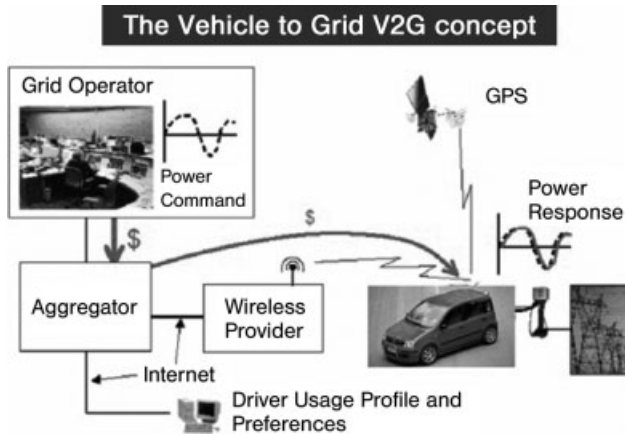 The Vehicle to Grid V2G concept
Grid Operator
Power
Command
GPS
Power
Response
$
$
Aggregator
Wireless
Provider
Internet
Driver Usage Profile and
Preferences